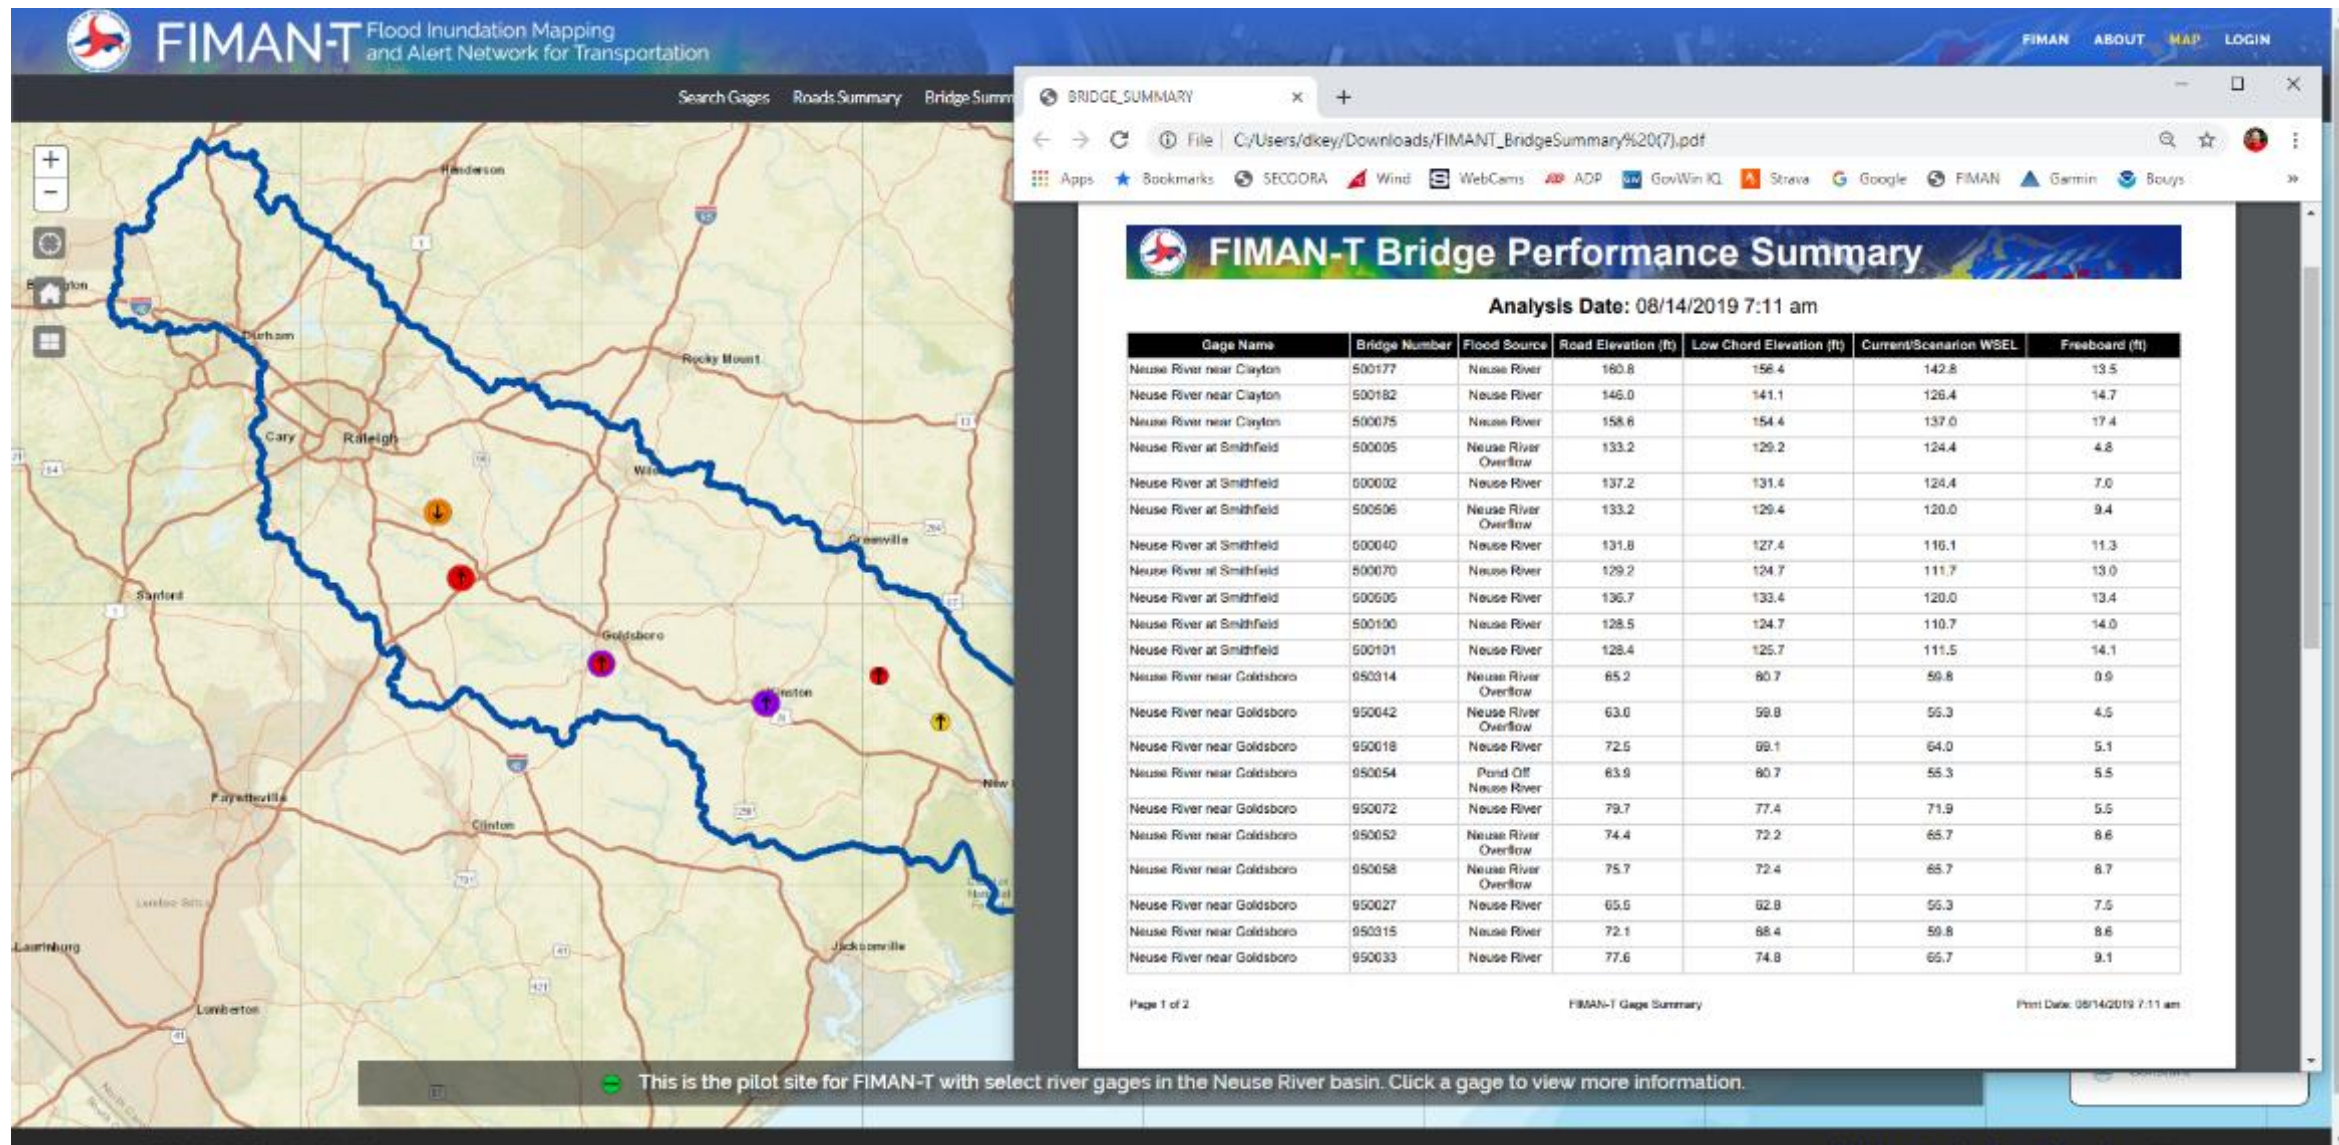 FIMAN-T Flood Inundation Mapping
and Alert Network for Transportation
FIMAN ABOUT MAP LOGIN
Search Gages Roads Summary Bridge Summ
BRIDGE_SUMMARY
File C:/Users/dkey/Downloads/FIMANT_BridgeSummary%20(7).pdf
Apps Bookmarks SECOORA Wind WebCams ADP GovWin IQ Strava Google FIMAN Garmin Bouys
FIMAN-T Bridge Performance Summary
Analysis Date: 08/14/2019 7:11 am
Gage Name Bridge Number Flood Source Road Elevation (ft) Low Chord Elevation (ft) Current/Scenarion WSEL Freeboard (ft)
Neuse River near Clayton 500177 Neuse River 160.8 156.4 142.8 13.5
Neuse River near Clayton 500182 Neuse River 146.0 141.1 126.4 14.7
Neuse River near Clayton 500075 Neuse River 158.6 154.4 137.0 17.4
Neuse River at Smithfield 500005 Neuse River Overflow 133.2 129.2 124.4 4.8
Neuse River at Smithfield 500002 Neuse River 137.2 131.4 124.4 7.0
Neuse River at Smithfield 500506 Neuse River Overflow 133.2 129.4 120.0 9.4
Neuse River at Smithfield 500040 Neuse River 131.8 127.4 116.1 11.3
Neuse River at Smithfield 500070 Neuse River 129.2 124.7 111.7 13.0
Neuse River at Smithfield 500505 Neuse River 136.7 133.4 120.0 13.4
Neuse River at Smithfield 500100 Neuse River 128.5 124.7 110.7 14.0
Neuse River at Smithfield 500101 Neuse River 128.4 125.7 111.5 14.1
Neuse River near Goldsboro 950314 Neuse River Overflow 65.2 60.7 59.8 0.9
Neuse River near Goldsboro 950042 Neuse River Overflow 63.0 59.8 55.3 4.5
Neuse River near Goldsboro 950018 Neuse River 72.5 69.1 64.0 5.1
Neuse River near Goldsboro 950054 Pond Off Neuse River 63.9 60.7 55.3 5.5
Neuse River near Goldsboro 950072 Neuse River 79.7 77.4 71.9 5.5
Neuse River near Goldsboro 950052 Neuse River Overflow 74.4 72.2 65.7 6.6
Neuse River near Goldsboro 950058 Neuse River Overflow 75.7 72.4 65.7 6.7
Neuse River near Goldsboro 950027 Neuse River 65.5 62.8 55.3 7.5
Neuse River near Goldsboro 950315 Neuse River 72.1 68.4 59.8 8.6
Neuse River near Goldsboro 950033 Neuse River 77.6 74.8 65.7 9.1
Page 1 of 2 FIMAN-T Gage Summary Print Date: 08/14/2019 7:11 am
Henderson
Durham
Rocky Mount
Cary Raleigh
Greenville
Sanford
Goldsboro
Fayetteville
Clinton
Laurinburg
Jacksonville
Lumberton
This is the pilot site for FIMAN-T with select river gages in the Neuse River basin. Click a gage to view more information.